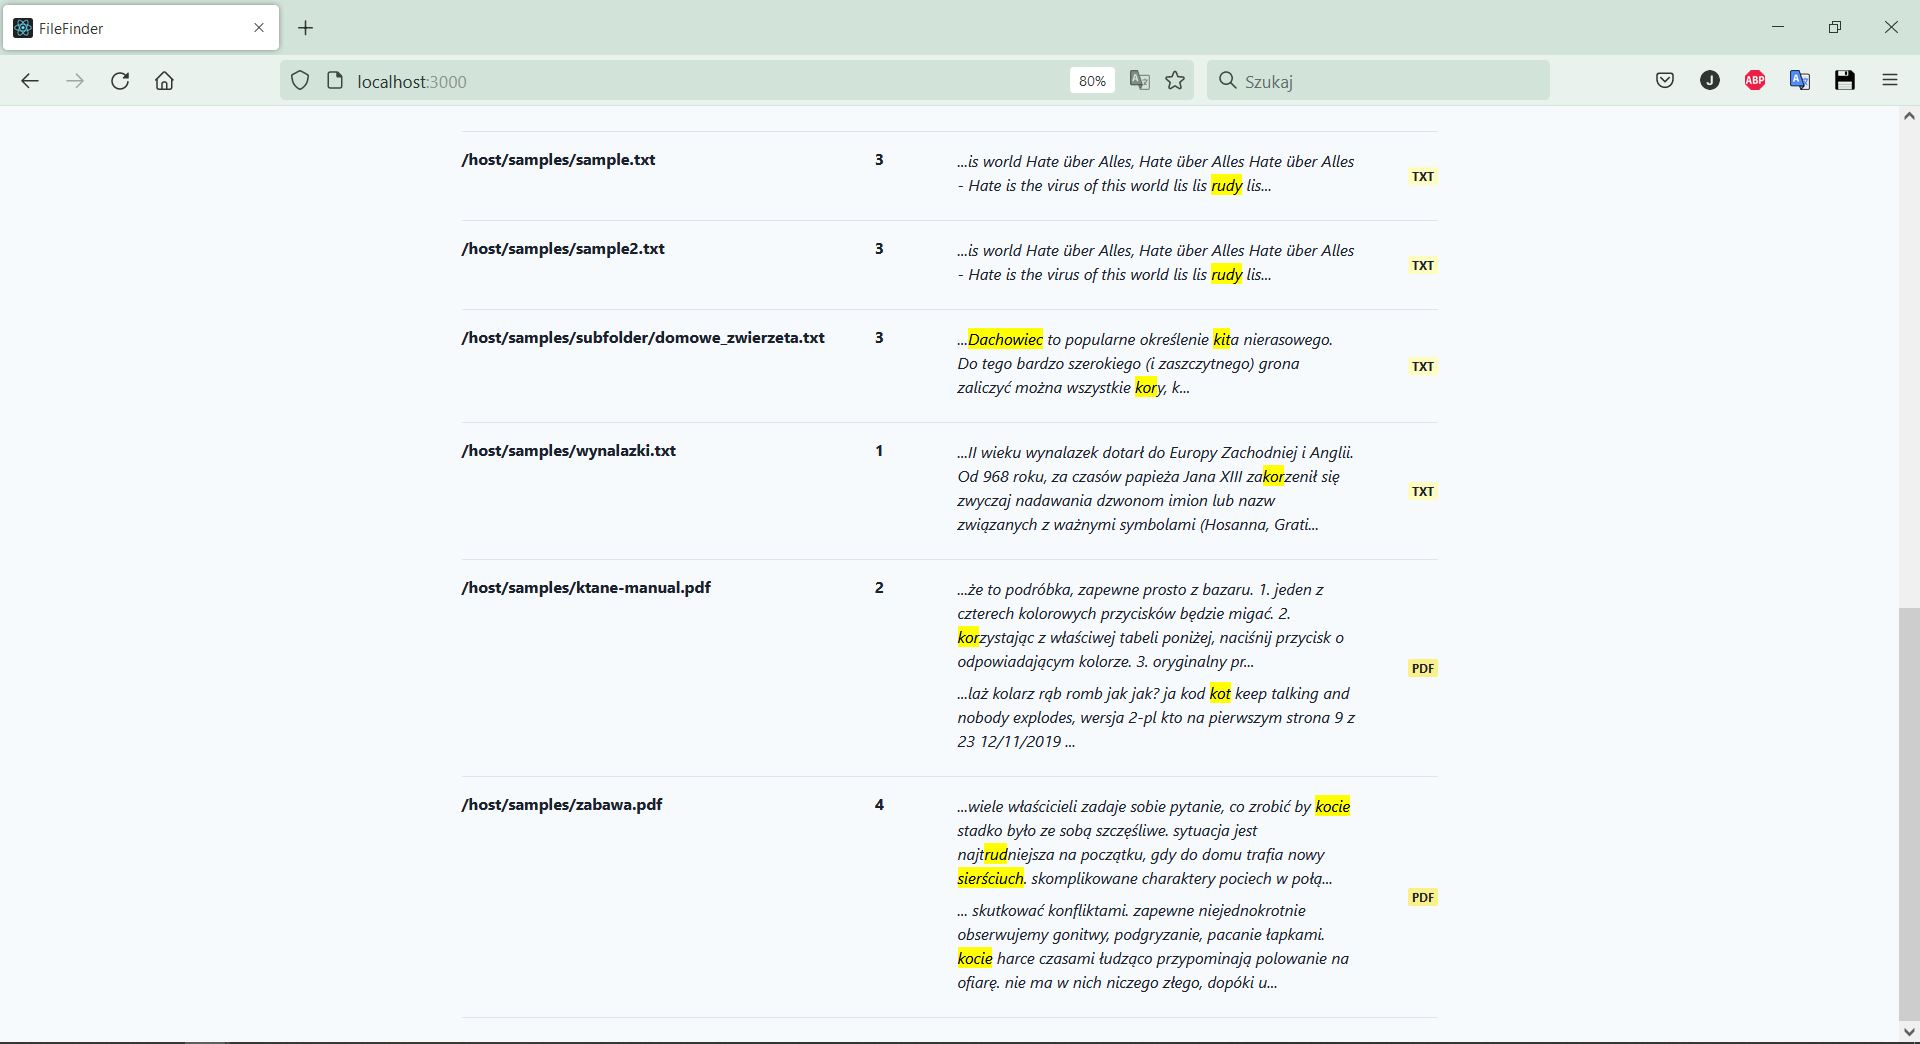 FileFinder
localhost:3000
80%
Szukaj
J
ABP
/host/samples/sample.txt
3
...is world Hate über Alles, Hate über Alles Hate über Alles
- Hate is the virus of this world lis lis rudy lis...
TXT
/host/samples/sample2.txt
3
...is world Hate über Alles, Hate über Alles Hate über Alles
- Hate is the virus of this world lis lis rudy lis...
TXT
/host/samples/subfolder/domowe_zwierzeta.txt
3
...Dachowiec to popularne określenie kita nierasowego.
Do tego bardzo szerokiego (i zaszczytnego) grona
zaliczyć można wszystkie kory, k...
TXT
/host/samples/wynalazki.txt
1
...II wieku wynalazek dotarł do Europy Zachodniej i Anglii.
Od 968 roku, za czasów papieża Jana XIII zakorzenił się
zwyczaj nadawania dzwonom imion lub nazw
związanych z ważnymi symbolami (Hosanna, Grati...
TXT
/host/samples/ktane-manual.pdf
2
...że to podróbka, zapewne prosto z bazaru. 1. jeden z
czterech kolorowych przycisków będzie migać. 2.
korzystając z właściwej tabeli poniżej, naciśnij przycisk o
odpowiadającym kolorze. 3. oryginalny pr...
...laż kolarz rąb romb jak jak? ja kod kot keep talking and
nobody explodes, wersja 2-pl kto na pierwszym strona 9 z
23 12/11/2019 ...
PDF
/host/samples/zabawa.pdf
4
...wiele właścicieli zadaje sobie pytanie, co zrobić by kocie
stadko było ze sobą szczęśliwe. sytuacja jest
najtrudniejsza na początku, gdy do domu trafia nowy
sierściuch. skomplikowane charaktery pociech w połą...
... skutkować konfliktami. zapewne niejednokrotnie
obserwujemy gonitwy, podgryzanie, pacanie łapkami.
kocie harce czasami łudząco przypominają polowanie na
ofiarę. nie ma w nich niczego złego, dopóki u...
PDF